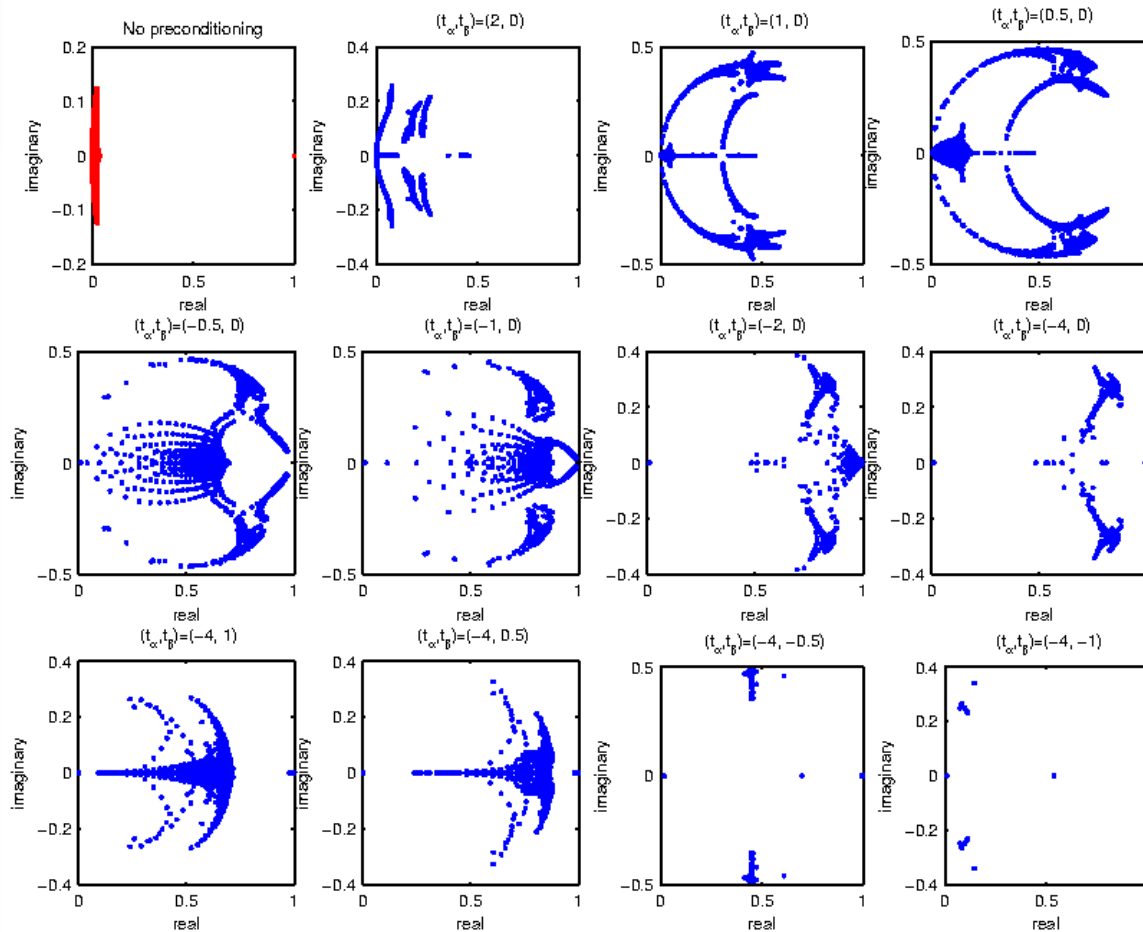 No preconditioning
(t_α,t_β)=(2, 0)
(t_α,t_β)=(1, 0)
(t_α,t_β)=(0.5, 0)
0.2
0.1
0
−0.1
−0.2
imaginary
0 0.5 1
real
0.4
0.2
0
−0.2
−0.4
imaginary
0 0.5 1
real
0.5
0
−0.5
imaginary
0 0.5 1
real
0.5
0
−0.5
imaginary
0 0.5 1
real
(t_α,t_β)=(−0.5, 0)
(t_α,t_β)=(−1, 0)
(t_α,t_β)=(−2, 0)
(t_α,t_β)=(−4, 0)
0.5
0
−0.5
imaginary
0 0.5 1
real
0.5
0
−0.5
imaginary
0 0.5 1
real
0.4
0.2
0
−0.2
−0.4
imaginary
0 0.5 1
real
0.4
0.2
0
−0.2
−0.4
imaginary
0 0.5
real
(t_α,t_β)=(−4, 1)
(t_α,t_β)=(−4, 0.5)
(t_α,t_β)=(−4, −0.5)
(t_α,t_β)=(−4, −1)
0.4
0.2
0
−0.2
−0.4
imaginary
0 0.5 1
real
0.4
0.2
0
−0.2
−0.4
imaginary
0 0.5 1
real
0.5
0
−0.5
imaginary
0 0.5 1
real
0.4
0.2
0
−0.2
−0.4
imaginary
0 0.5
real